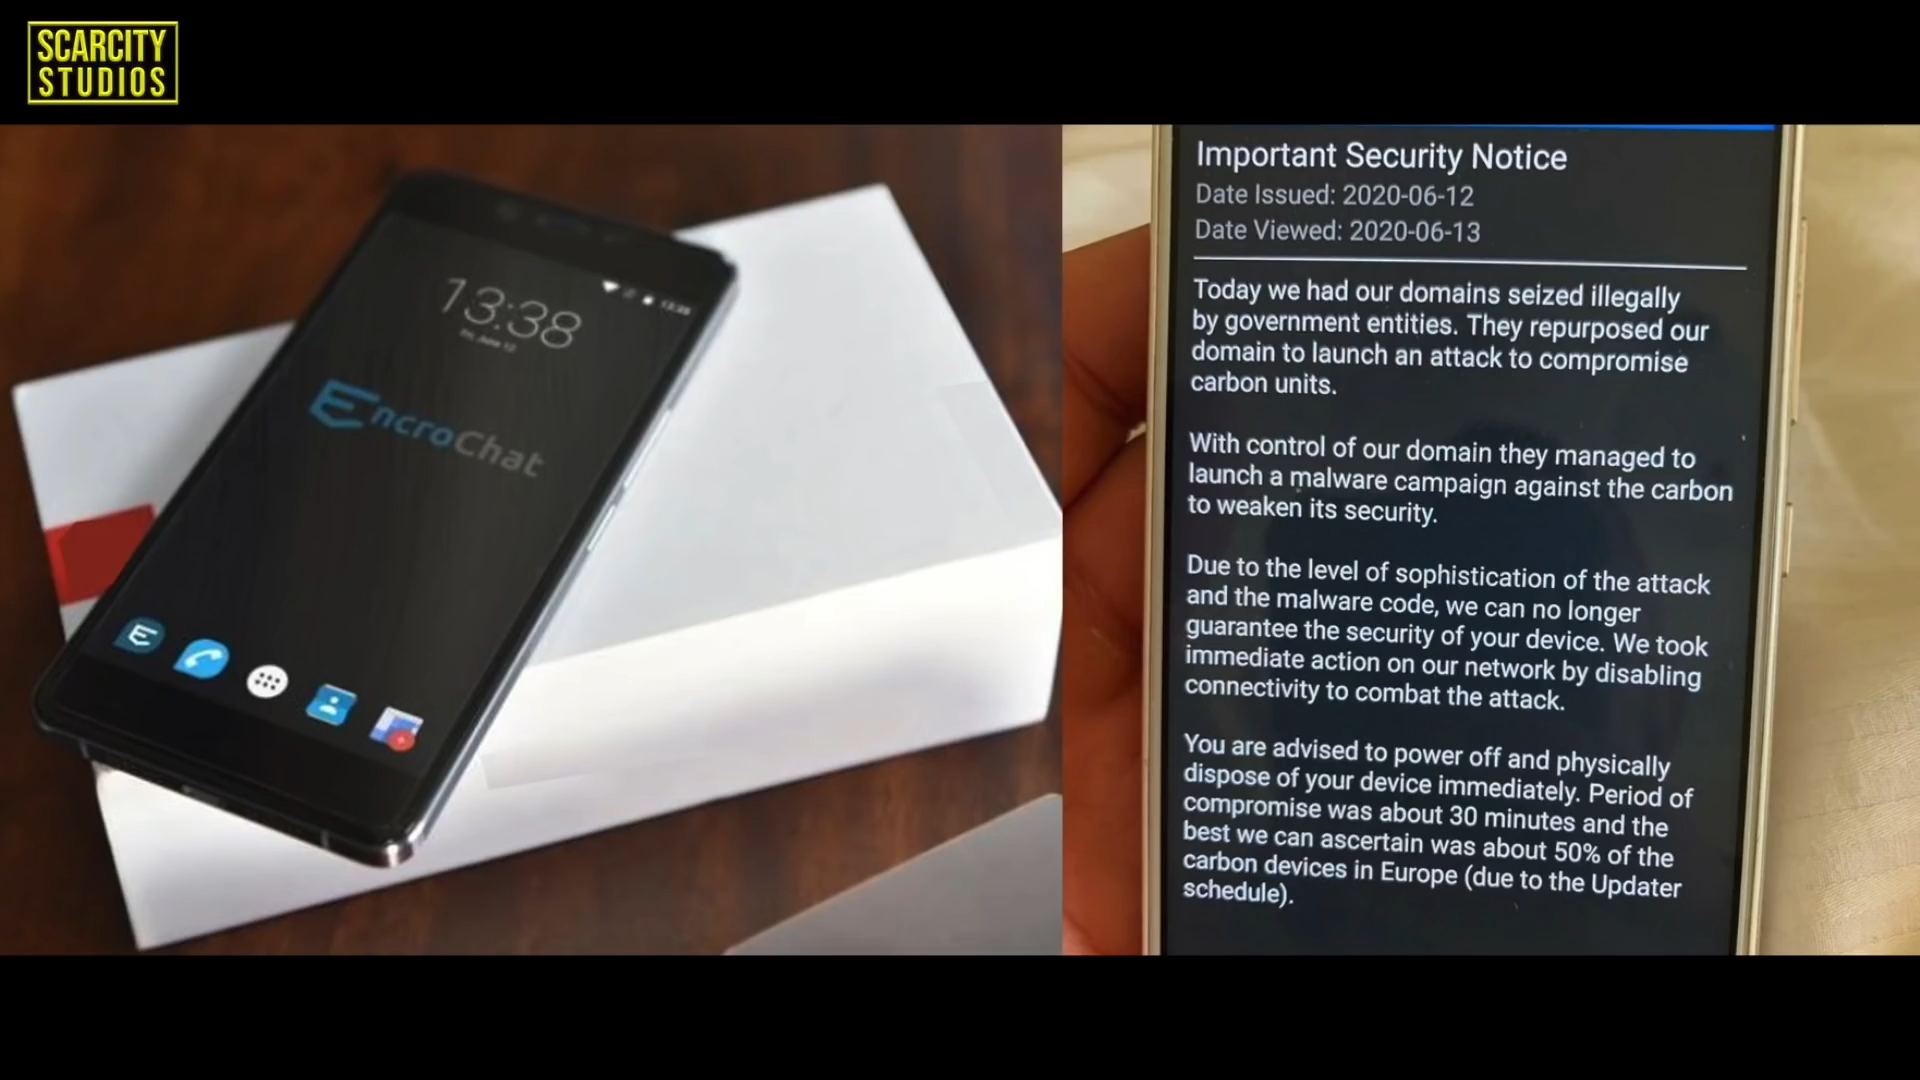 SCARCITY
STUDIOS
13:38
Fri, June 12
EncroChat
Important Security Notice
Date Issued: 2020-06-12
Date Viewed: 2020-06-13
Today we had our domains seized illegally
by government entities. They repurposed our
domain to launch an attack to compromise
carbon units.
With control of our domain they managed to
launch a malware campaign against the carbon
to weaken its security.
Due to the level of sophistication of the attack
and the malware code, we can no longer
guarantee the security of your device. We took
immediate action on our network by disabling
connectivity to combat the attack.
You are advised to power off and physically
dispose of your device immediately. Period of
compromise was about 30 minutes and the
best we can ascertain was about 50% of the
carbon devices in Europe (due to the Updater
schedule).